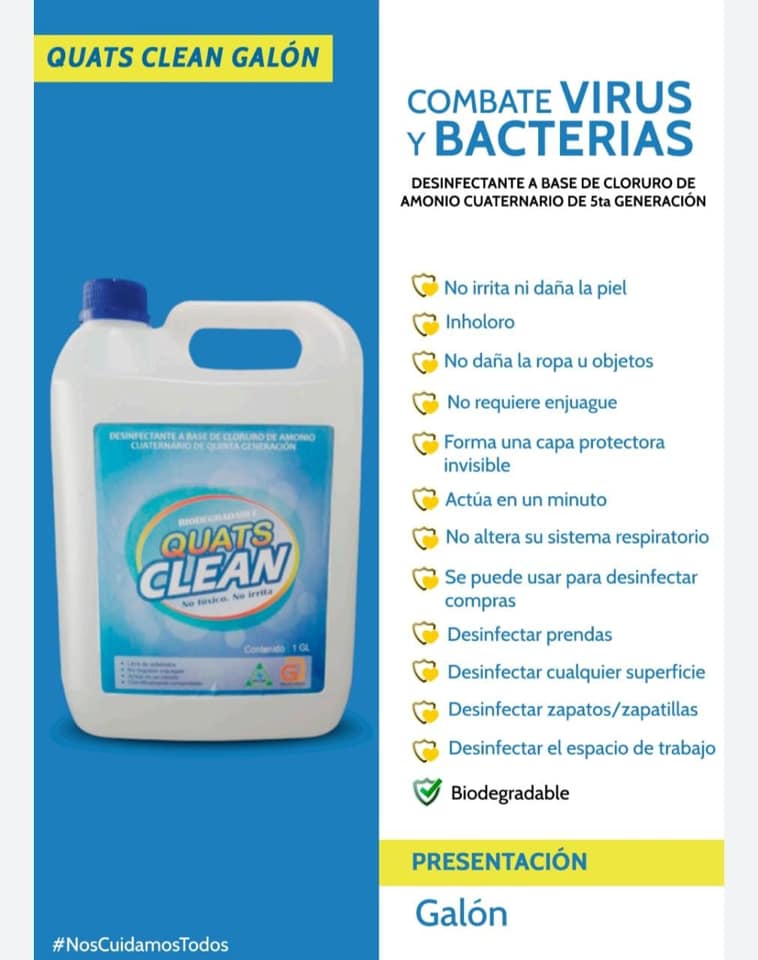 QUATS CLEAN GALÓN
COMBATE VIRUS
Y BACTERIAS
DESINFECTANTE A BASE DE CLORURO DE
AMONIO CUATERNARIO DE 5ta GENERACIÓN
No irrita ni daña la piel
Inholoro
No daña la ropa u objetos
No requiere enjuague
Forma una capa protectora
invisible
Actúa en un minuto
No altera su sistema respiratorio
Se puede usar para desinfectar
compras
Desinfectar prendas
Desinfectar cualquier superficie
Desinfectar zapatos/zapatillas
Desinfectar el espacio de trabajo
Biodegradable
PRESENTACIÓN
Galón
DESINFECTANTE A BASE DE CLORURO DE AMONIO
CUATERNARIO DE QUINTA GENERACIÓN
BIODEGRADABLE
QUATS
CLEAN
No toxico. No irrita
Contenido 1 GL
#NosCuidamosTodos